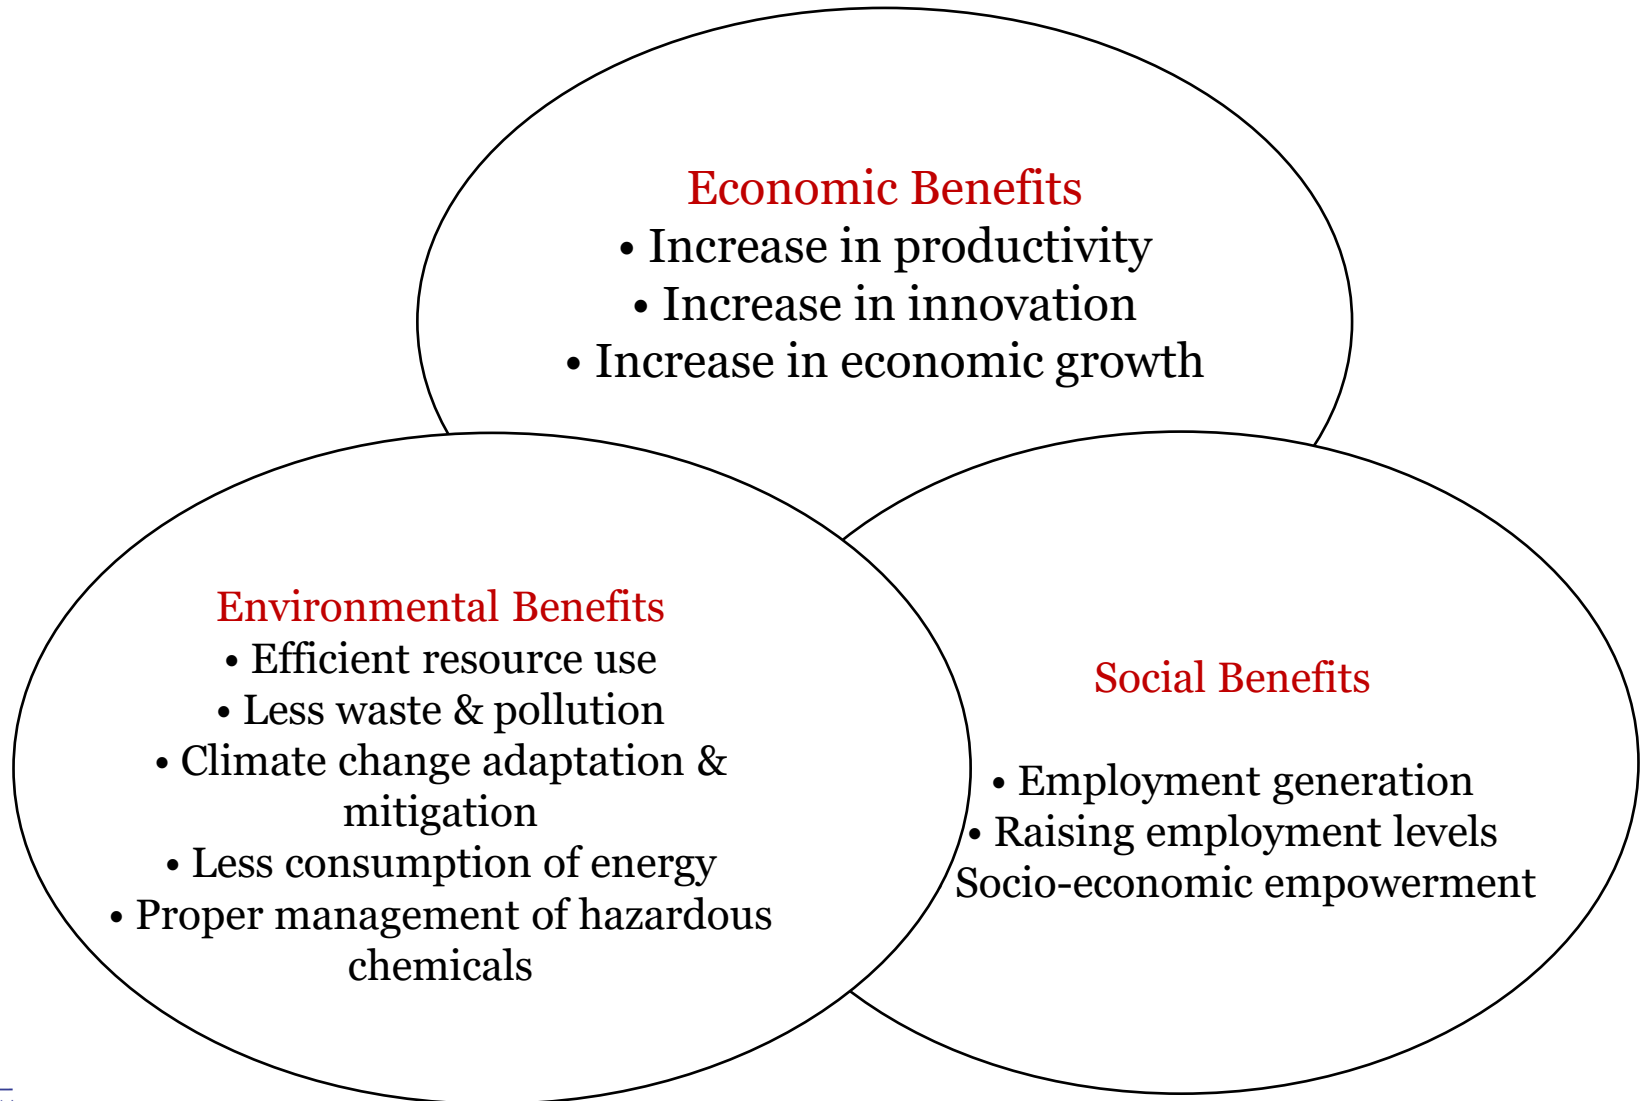 Economic Benefits
• Increase in productivity
• Increase in innovation
• Increase in economic growth
Environmental Benefits
• Efficient resource use
• Less waste & pollution
• Climate change adaptation &
mitigation
• Less consumption of energy
• Proper management of hazardous
chemicals
Social Benefits
• Employment generation
• Raising employment levels
Socio-economic empowerment